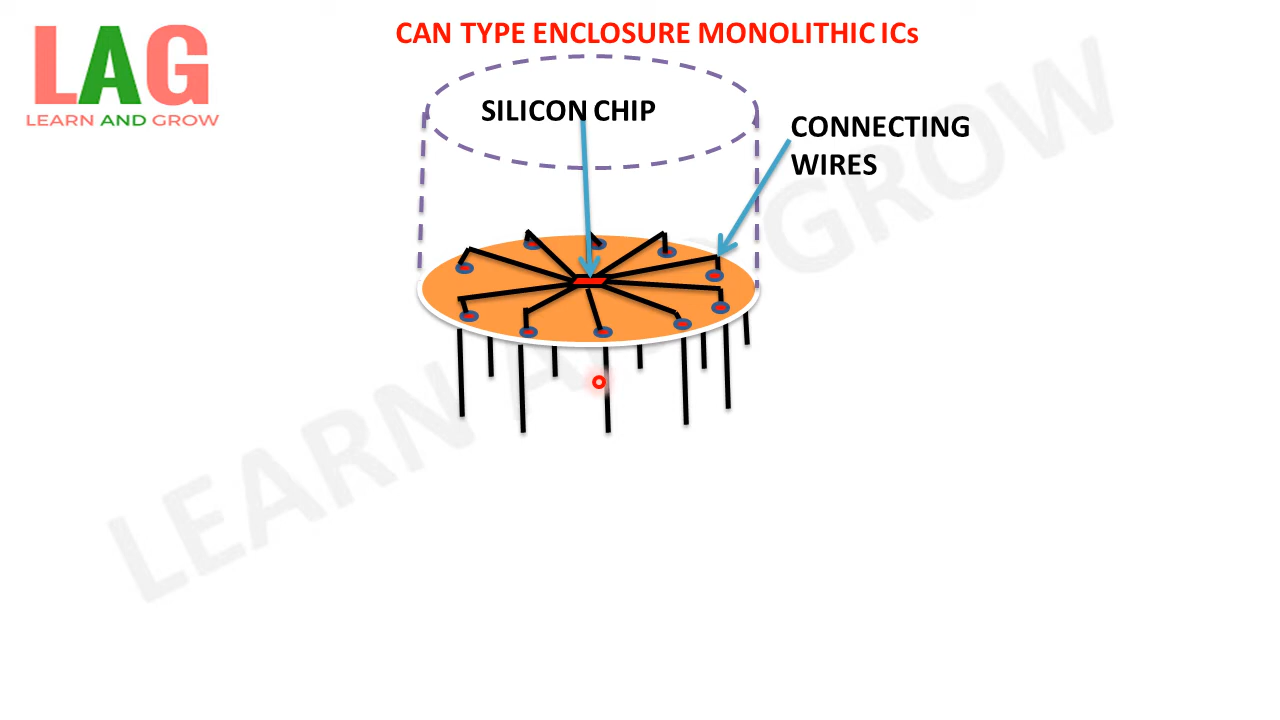 CAN TYPE ENCLOSURE MONOLITHIC ICs
LAG
LEARN AND GROW
SILICON CHIP
CONNECTING
WIRES
LEARN AND GROW